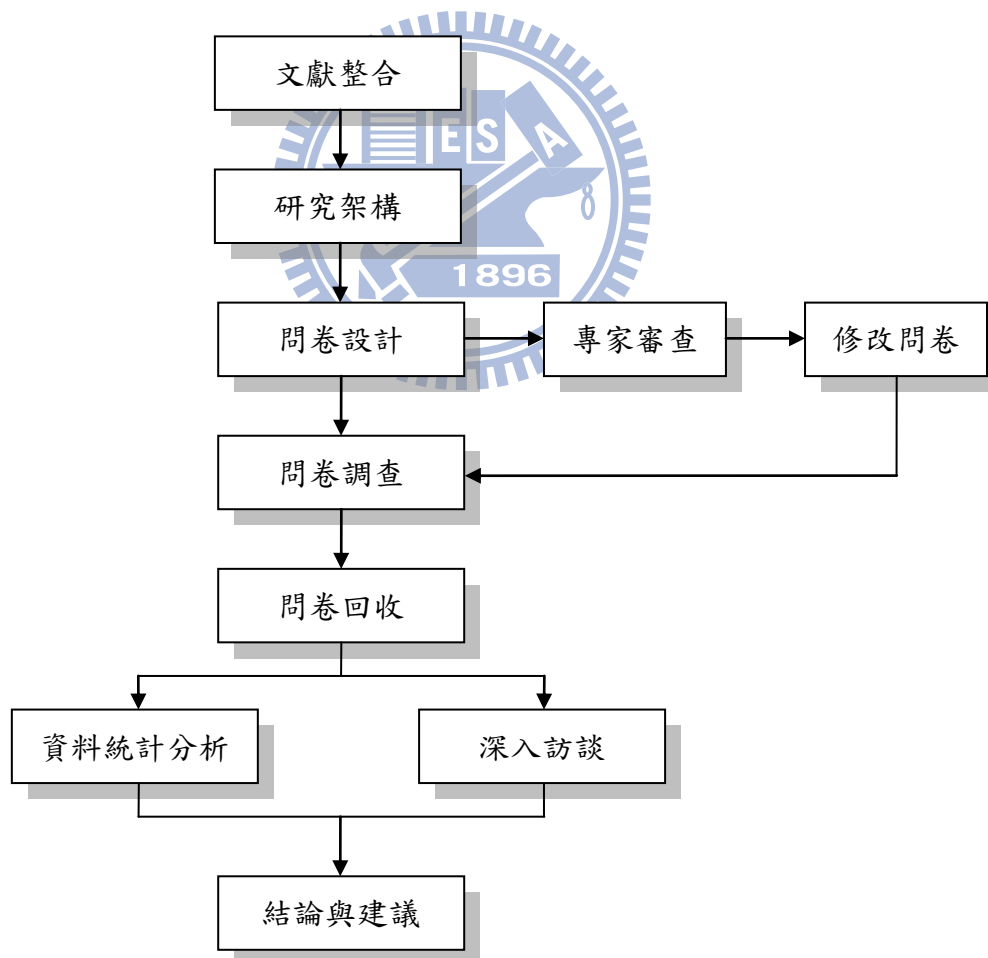 文獻整合
ESA
研究架構
1896
問卷設計
專家審查
修改問卷
問卷調查
問卷回收
資料統計分析
深入訪談
結論與建議